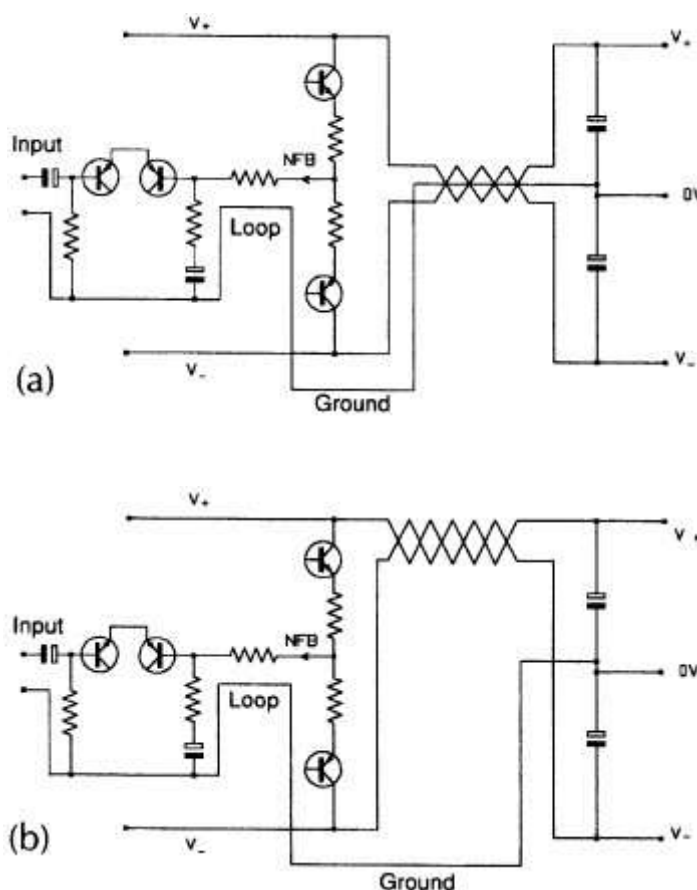 V+
V+
Input
NFB
0V
Loop
V-
V-
(a)
Ground
V+
V+
Input
NFB
0V
Loop
(b)
V-
V-
Ground